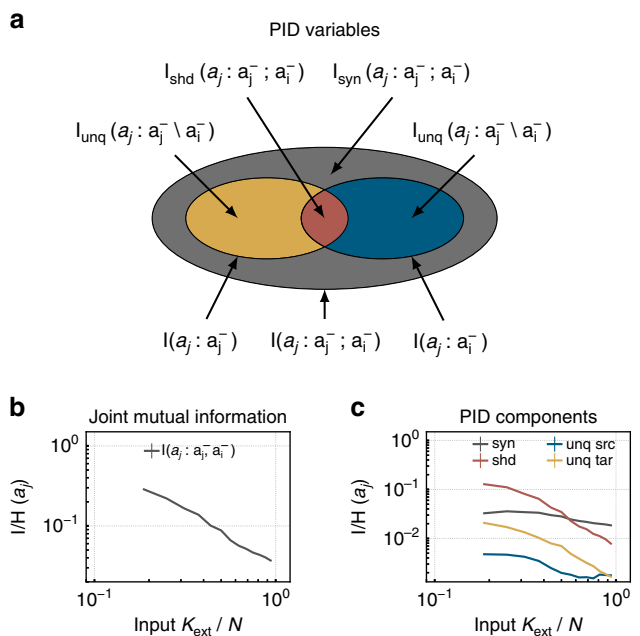 a
PID variables
I_shd (a_j : a_j^- ; a_i^-) I_syn (a_j : a_j^- ; a_i^-)
I_unq (a_j : a_j^- \ a_i^-) I_unq (a_j : a_j^- \ a_i^-)
I(a_j : a_j^-) I(a_j : a_j^- ; a_i^-) I(a_j : a_i^-)
b
Joint mutual information
I(a_j : a_j^-, a_i^-)
10^0
10^-1
I/H (a_j)
10^-1 10^0
Input K_ext / N
c
PID components
syn unq src
shd unq tar
10^0
10^-1
10^-2
I/H (a_j)
10^-1 10^0
Input K_ext / N